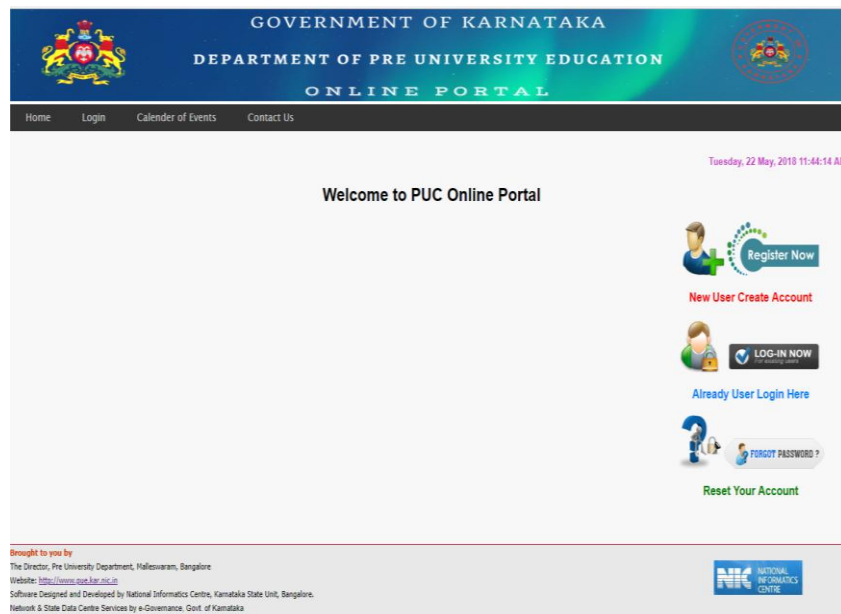 GOVERNMENT OF KARNATAKA
DEPARTMENT OF PRE UNIVERSITY EDUCATION
ONLINE PORTAL
Home Login Calender of Events Contact Us
Tuesday, 22 May, 2018 11:44:14 A
Welcome to PUC Online Portal
Register Now
New User Create Account
LOG-IN NOW
For existing users
Already User Login Here
FORGOT PASSWORD ?
Reset Your Account
Brought to you by
The Director, Pre University Department, Malleswaram, Bangalore
Website: http://www.pue.kar.nic.in
Software Designed and Developed by National Informatics Centre, Karnataka State Unit, Bangalore.
Network & State Data Centre Services by e-Governance, Govt. of Karnataka
NIC NATIONAL
INFORMATICS
CENTRE